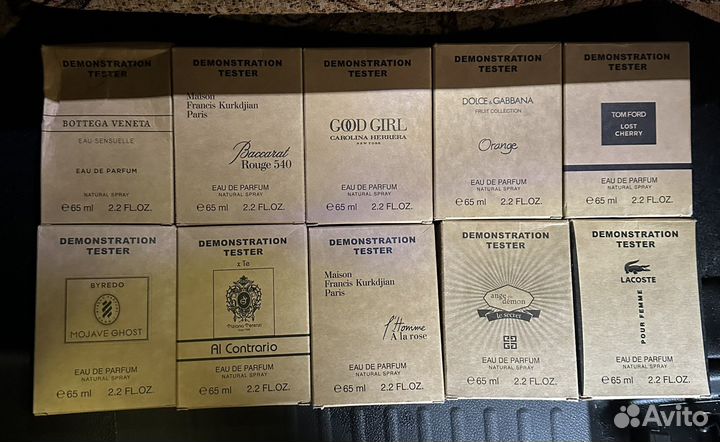 DEMONSTRATION
TESTER
BOTTEGA VENETA
EAU SENSUELLE
EAU DE PARFUM
NATURAL SPRAY
℮ 65 ml 2.2 FL.OZ.
DEMONSTRATION
TESTER
Maison
Francis Kurkdjian
Paris
Baccarat
Rouge 540
EAU DE PARFUM
NATURAL SPRAY
℮ 65 ml 2.2 FL.OZ.
DEMONSTRATION
TESTER
GOOD GIRL
CAROLINA HERRERA
NEW YORK
EAU DE PARFUM
NATURAL SPRAY
℮ 65 ml 2.2 FL.OZ.
DEMONSTRATION
TESTER
DOLCE & GABBANA
FRUIT COLLECTION
Orange
EAU DE PARFUM
NATURAL SPRAY
℮ 65 ml 2.2 FL.OZ.
DEMONSTRATION
TESTER
TOM FORD
LOST
CHERRY
EAU DE PARFUM
NATURAL SPRAY
℮ 65 ml 2.2 FL.OZ.
DEMONSTRATION
TESTER
BYREDO
MOJAVE GHOST
EAU DE PARFUM
NATURAL SPRAY
℮ 65 ml 2.2 FL.OZ.
DEMONSTRATION
TESTER
Tiziana Terenzi
Al Contrario
EAU DE PARFUM
NATURAL SPRAY
℮ 65 ml 2.2 FL.OZ.
DEMONSTRATION
TESTER
Maison
Francis Kurkdjian
Paris
l'Homme
A la rose
EAU DE PARFUM
NATURAL SPRAY
℮ 65 ml 2.2 FL.OZ.
DEMONSTRATION
TESTER
ange ou
démon
le secret
EAU DE PARFUM
NATURAL SPRAY
℮ 65 ml 2.2 FL.OZ.
DEMONSTRATION
TESTER
LACOSTE
POUR FEMME
EAU DE PARFUM
NATURAL SPRAY
℮ 65 ml 2.2 FL.OZ.
Avito